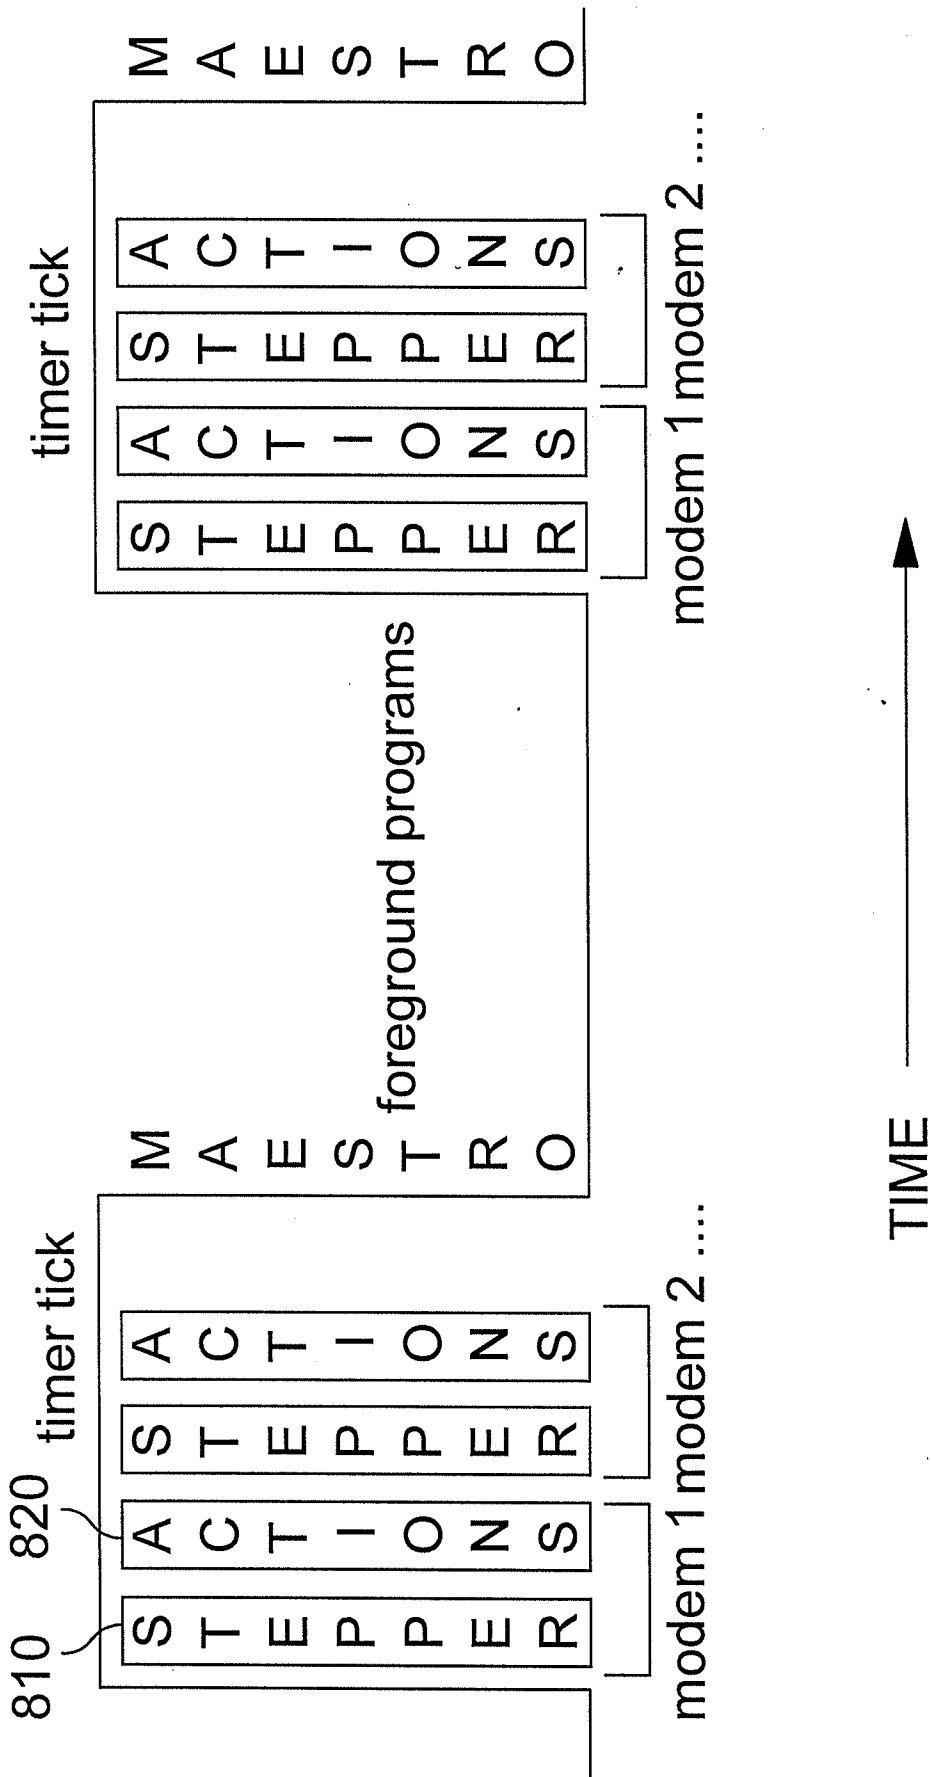 timer tick
timer tick
810
820
STEPPER
ACTIONS
STEPPER
ACTIONS
MAESTRO
foreground programs
STEPPER
ACTIONS
STEPPER
ACTIONS
MAESTRO
modem 1 modem 2 ....
modem 1 modem 2 ....
TIME